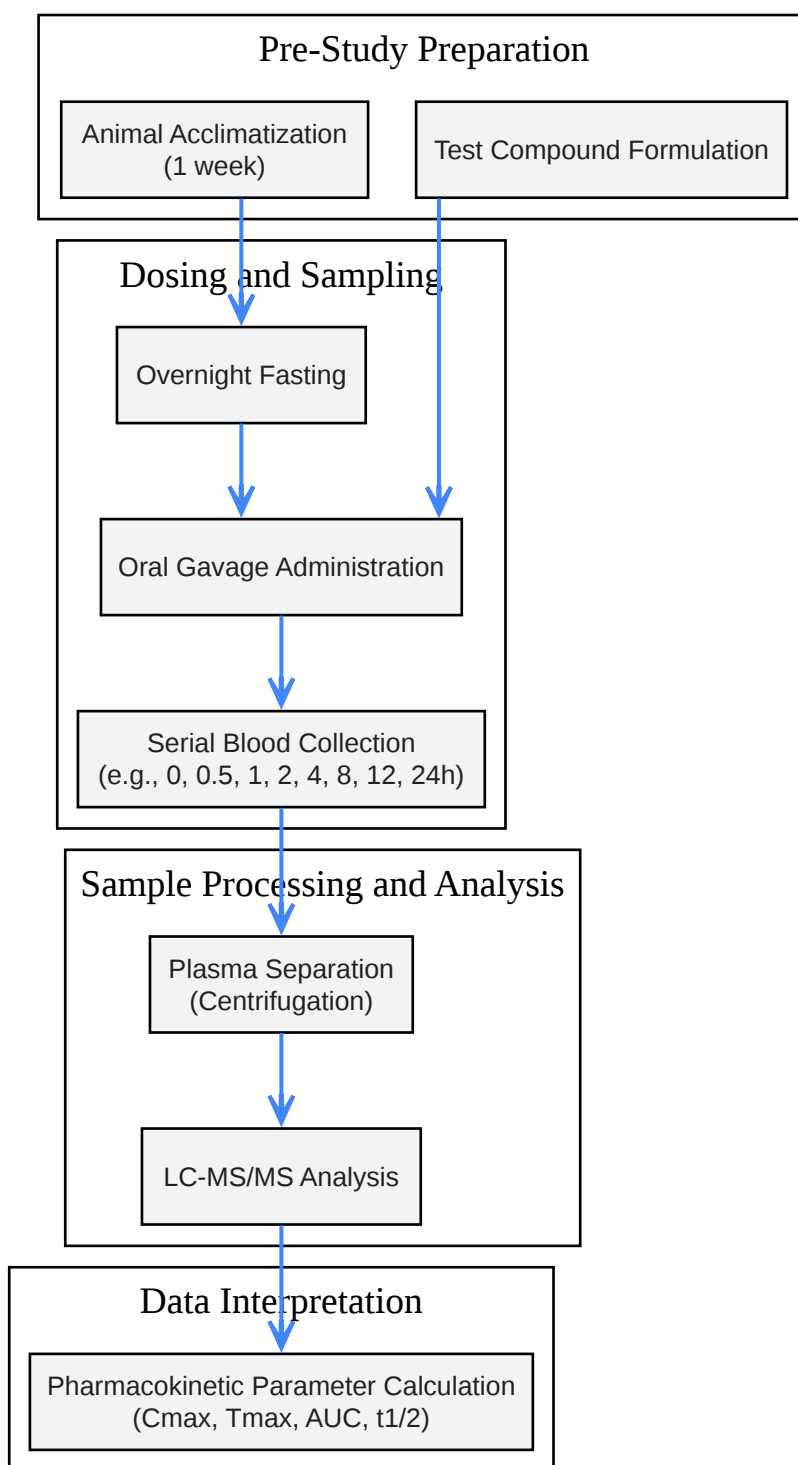 Pre-Study Preparation
Animal Acclimatization
(1 week)
Test Compound Formulation
Dosing and Sampling
Overnight Fasting
Oral Gavage Administration
Serial Blood Collection
(e.g., 0, 0.5, 1, 2, 4, 8, 12, 24h)
Sample Processing and Analysis
Plasma Separation
(Centrifugation)
LC-MS/MS Analysis
Data Interpretation
Pharmacokinetic Parameter Calculation
(Cmax, Tmax, AUC, t1/2)